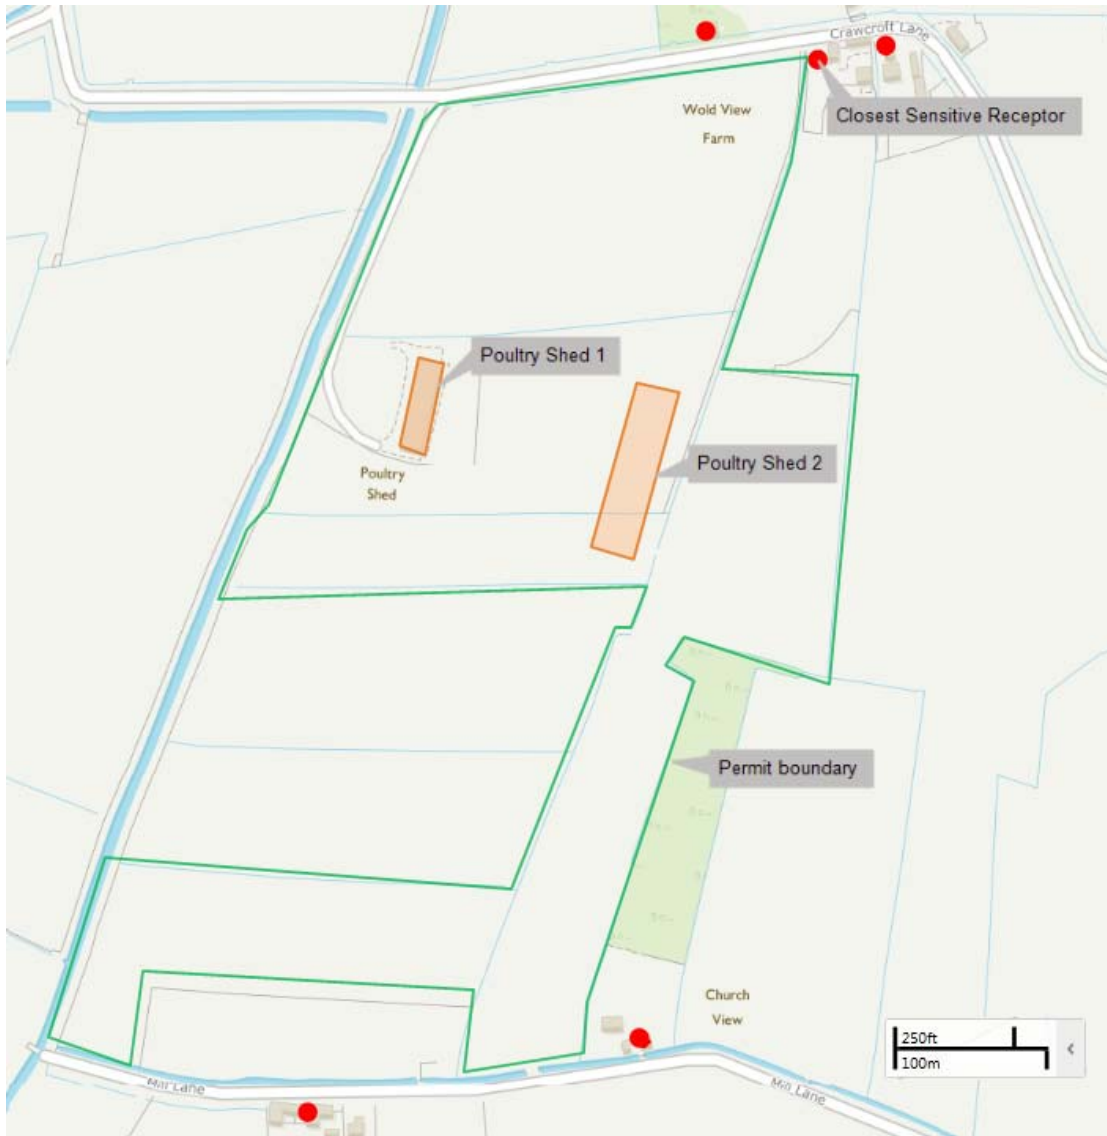 Crawcroft Lane
Closest Sensitive Receptor
Wold View
Farm
Poultry Shed 1
Poultry Shed 2
Poultry
Shed
Permit boundary
Church
View
250ft
100m
Mill Lane
Mill Lane